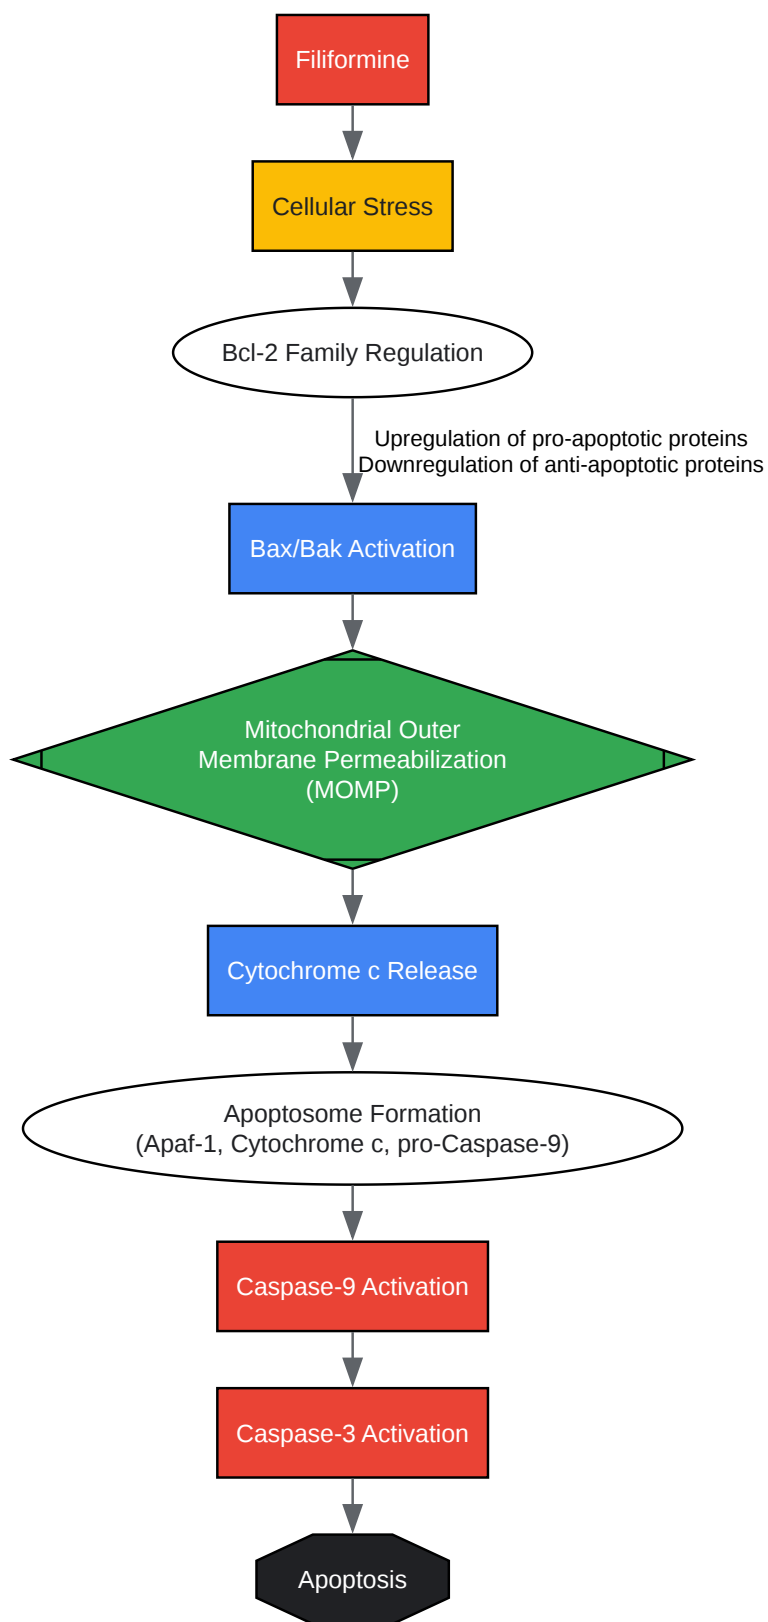 Filiformine
Cellular Stress
Bcl-2 Family Regulation
Upregulation of pro-apoptotic proteins
Downregulation of anti-apoptotic proteins
Bax/Bak Activation
Mitochondrial Outer
Membrane Permeabilization
(MOMP)
Cytochrome c Release
Apoptosome Formation
(Apaf-1, Cytochrome c, pro-Caspase-9)
Caspase-9 Activation
Caspase-3 Activation
Apoptosis